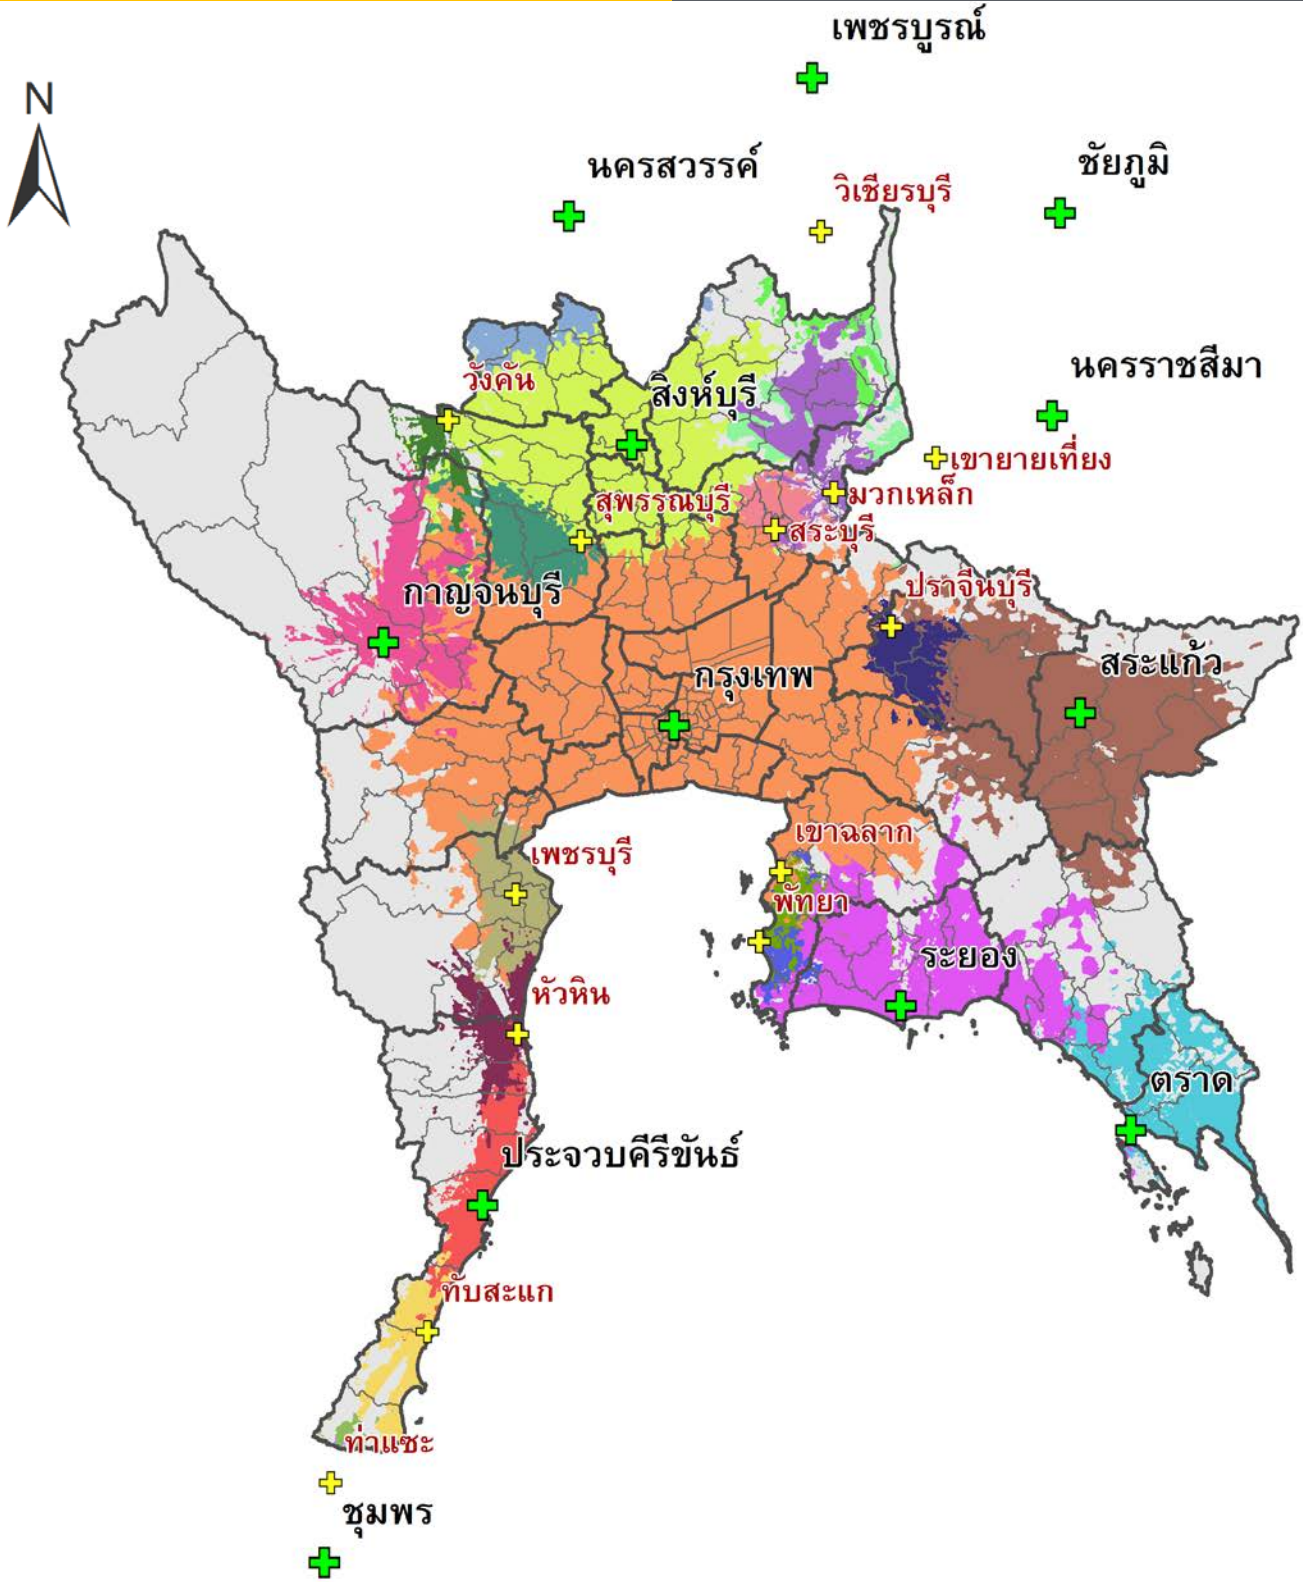 เพชรบูรณ์
N
นครสวรรค์
ชัยภูมิ
วิเชียรบุรี
นครราชสีมา
วังคัน
สิงห์บุรี
เขายายเที่ยง
สุพรรณบุรี
มวกเหล็ก
สระบุรี
กาญจนบุรี
ปราจีนบุรี
สระแก้ว
กรุงเทพ
เขาฉลาก
เพชรบุรี
พัทยา
ระยอง
หัวหิน
ตราด
ประจวบคีรีขันธ์
ทับสะแก
ท่าแซะ
ชุมพร